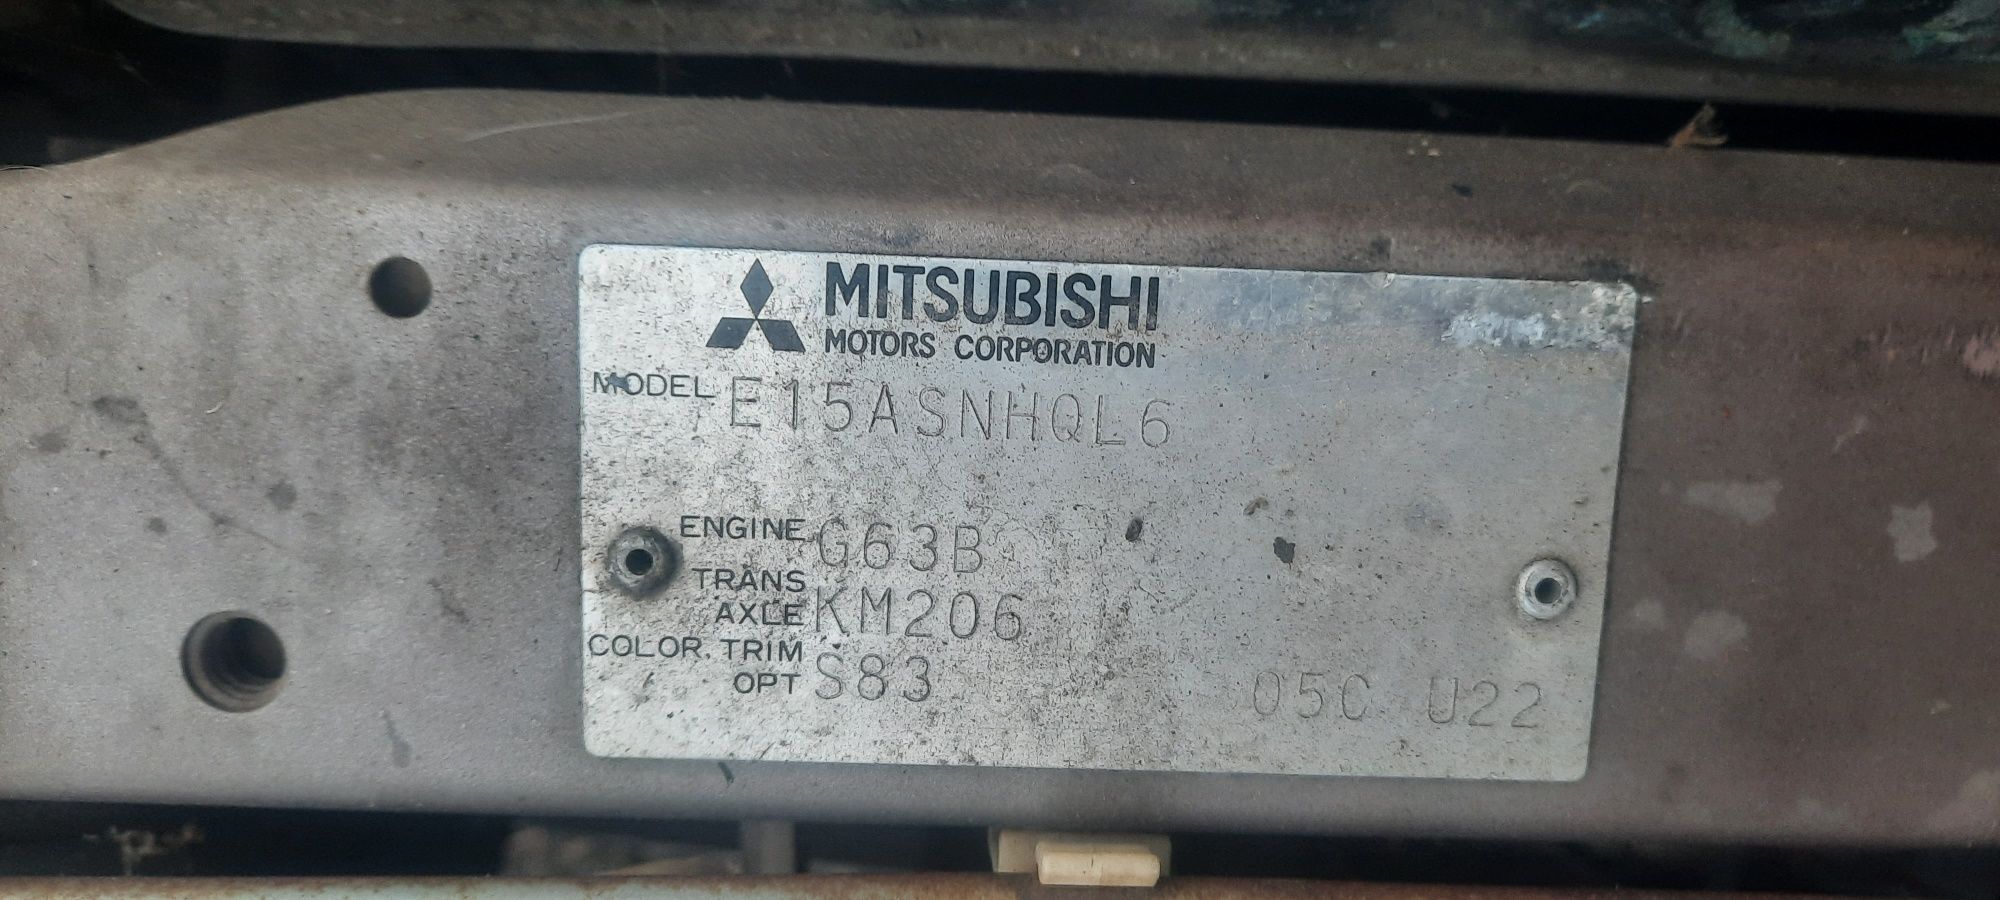 MITSUBISHI
MOTORS CORPORATION
MODEL E15ASNHQL6
ENGINE G63B
TRANS
AXLE KM206
COLOR. TRIM
OPT S83 05C U22